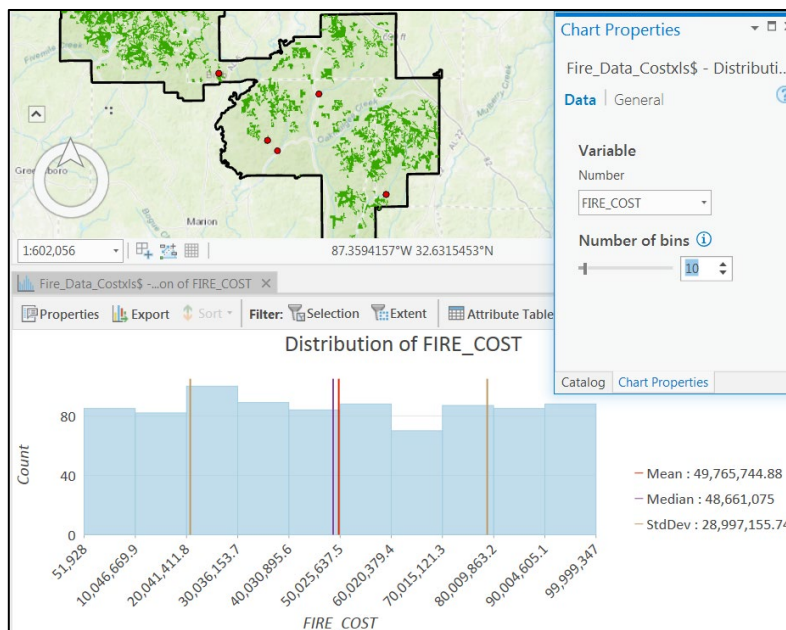 Chart Properties
Fire_Data_Costxls$ - Distributi...
Data | General
Variable
Number
FIRE_COST
Number of bins
10
Catalog
Chart Properties
Marion
AL 22
1:602,056
87.3594157°W 32.6315453°N
Fire_Data_Costxls$ -...on of FIRE_COST
Properties
Export
Sort
Filter:
Selection
Extent
Attribute Table
Distribution of FIRE_COST
Count
80
40
0
51,928
10,046,669.9
20,041,411.8
30,036,153.7
40,030,895.6
50,025,637.5
60,020,379.4
70,015,121.3
80,009,863.2
90,004,605.1
99,999,347
FIRE_COST
Mean : 49,765,744.88
Median : 48,661,075
StdDev : 28,997,155.74